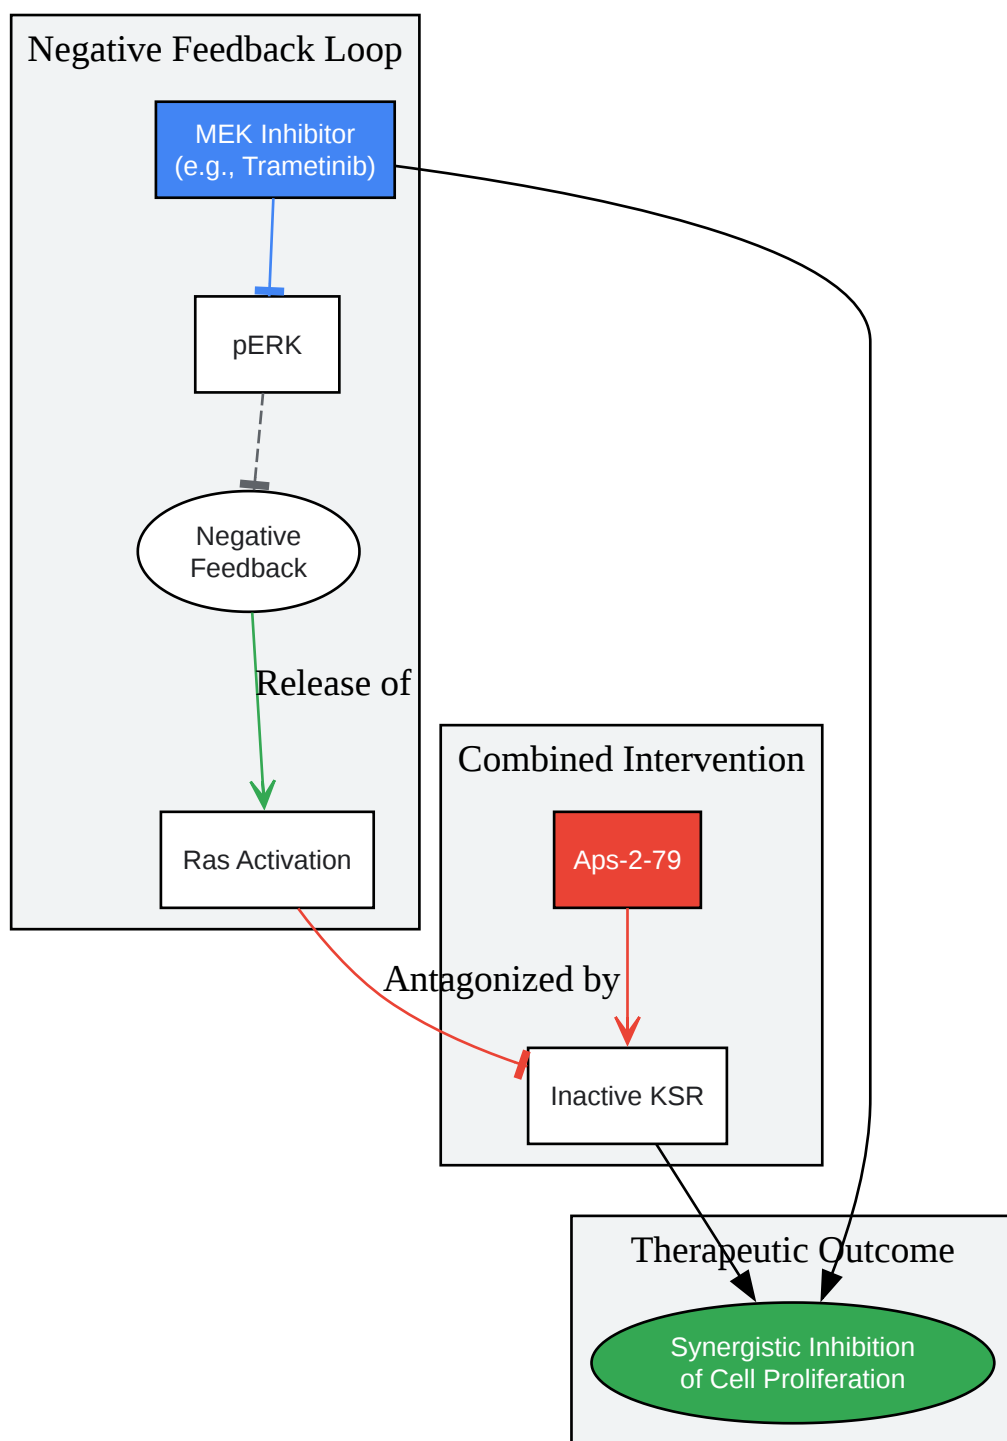 Negative Feedback Loop
MEK Inhibitor
(e.g., Trametinib)
pERK
Negative
Feedback
Release of
Ras Activation
Combined Intervention
Aps-2-79
Antagonized by
Inactive KSR
Therapeutic Outcome
Synergistic Inhibition
of Cell Proliferation